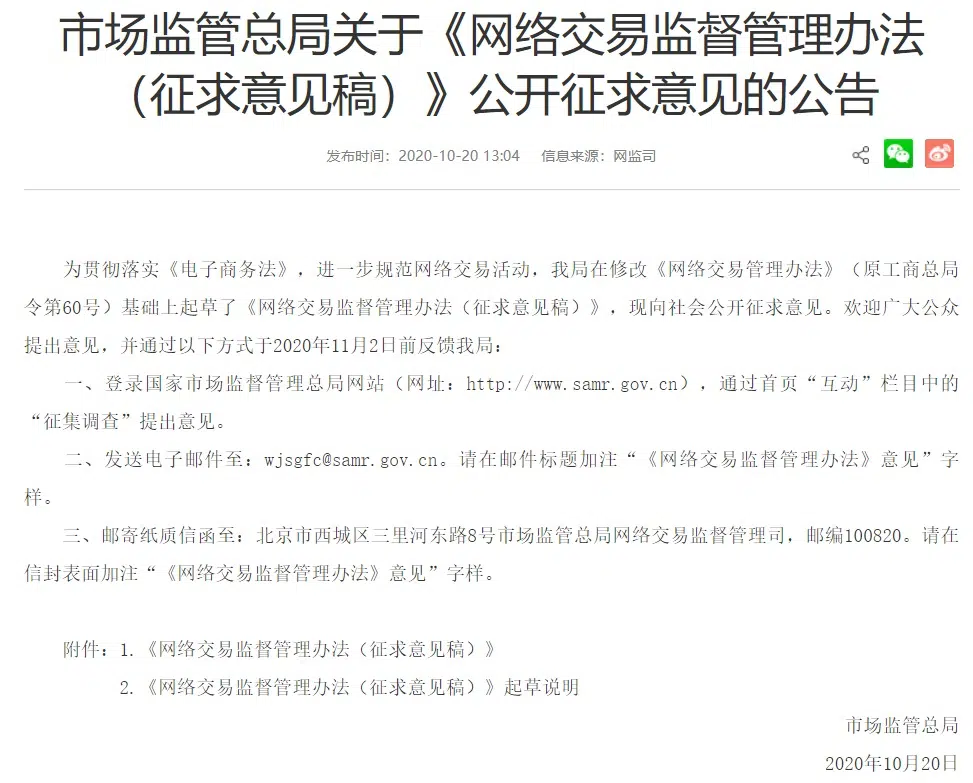 市场监管总局关于《网络交易监督管理办法
（征求意见稿）》公开征求意见的公告
发布时间：2020-10-20 13:04 信息来源：网监司
为贯彻落实《电子商务法》，进一步规范网络交易活动，我局在修改《网络交易管理办法》（原工商总局
令第60号）基础上起草了《网络交易监督管理办法（征求意见稿）》，现向社会公开征求意见。欢迎广大公众
提出意见，并通过以下方式于2020年11月2日前反馈我局：
一、登录国家市场监督管理总局网站（网址：http://www.samr.gov.cn），通过首页“互动”栏目中的
“征集调查”提出意见。
二、发送电子邮件至：wjsgfc@samr.gov.cn。请在邮件标题加注“《网络交易监督管理办法》意见”字
样。
三、邮寄纸质信函至：北京市西城区三里河东路8号市场监管总局网络交易监督管理司，邮编100820。请在
信封表面加注“《网络交易监督管理办法》意见”字样。
附件：1.《网络交易监督管理办法（征求意见稿）》
2.《网络交易监督管理办法（征求意见稿）》起草说明
市场监管总局
2020年10月20日